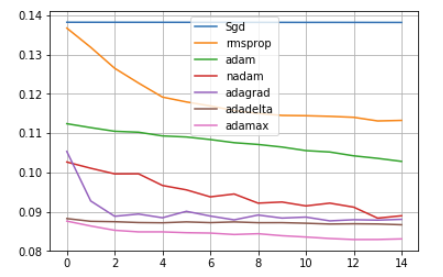 0.14
0.13
0.12
0.11
0.10
0.09
0.08
Sgd
rmsprop
adam
nadam
adagrad
adadelta
adamax
0 2 4 6 8 10 12 14